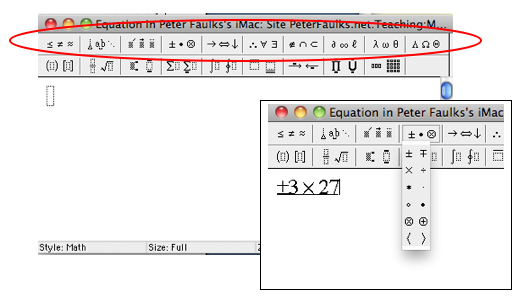 Equation in Peter Faulks's iMac: Site PeterFaulks.net:Teaching:M...
≤ ≠ ≈ ∴ ∀ ∃ ∉ ∩ ⊂ ∂ ∞ ℓ λ ω θ Λ Ω Θ
Style: Math Size: Full
Equation in Peter Faulks's iMac
≤ ≠ ≈ ± • ⊗ → ⇔ ↓ ∴
± ∓
× ÷
* ·
∘ •
⊗ ⊕
〈 〉
±3 × 27